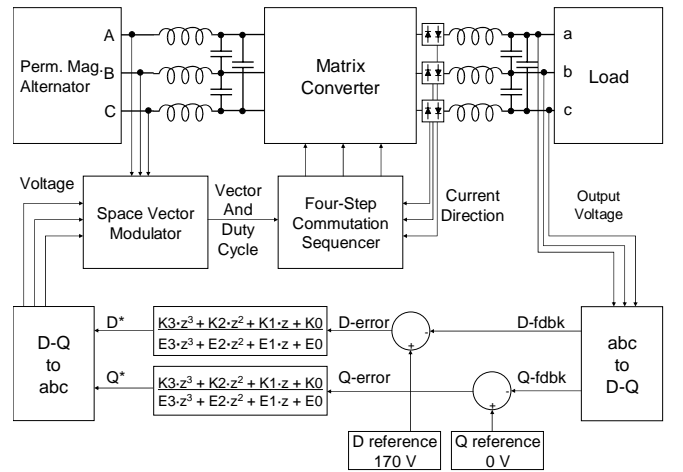 A
B
C
Perm. Mag.
Alternator
Matrix
Converter
a
b
c
Load
Voltage
Space Vector
Modulator
Vector
And
Duty
Cycle
Four-Step
Commutation
Sequencer
Current
Direction
Output
Voltage
D-Q
to
abc
D*
K3·z³ + K2·z² + K1·z + K0
E3·z³ + E2·z² + E1·z + E0
D-error
-
+
D-fdbk
Q*
K3·z³ + K2·z² + K1·z + K0
E3·z³ + E2·z² + E1·z + E0
Q-error
-
+
Q-fdbk
abc
to
D-Q
D reference
170 V
Q reference
0 V